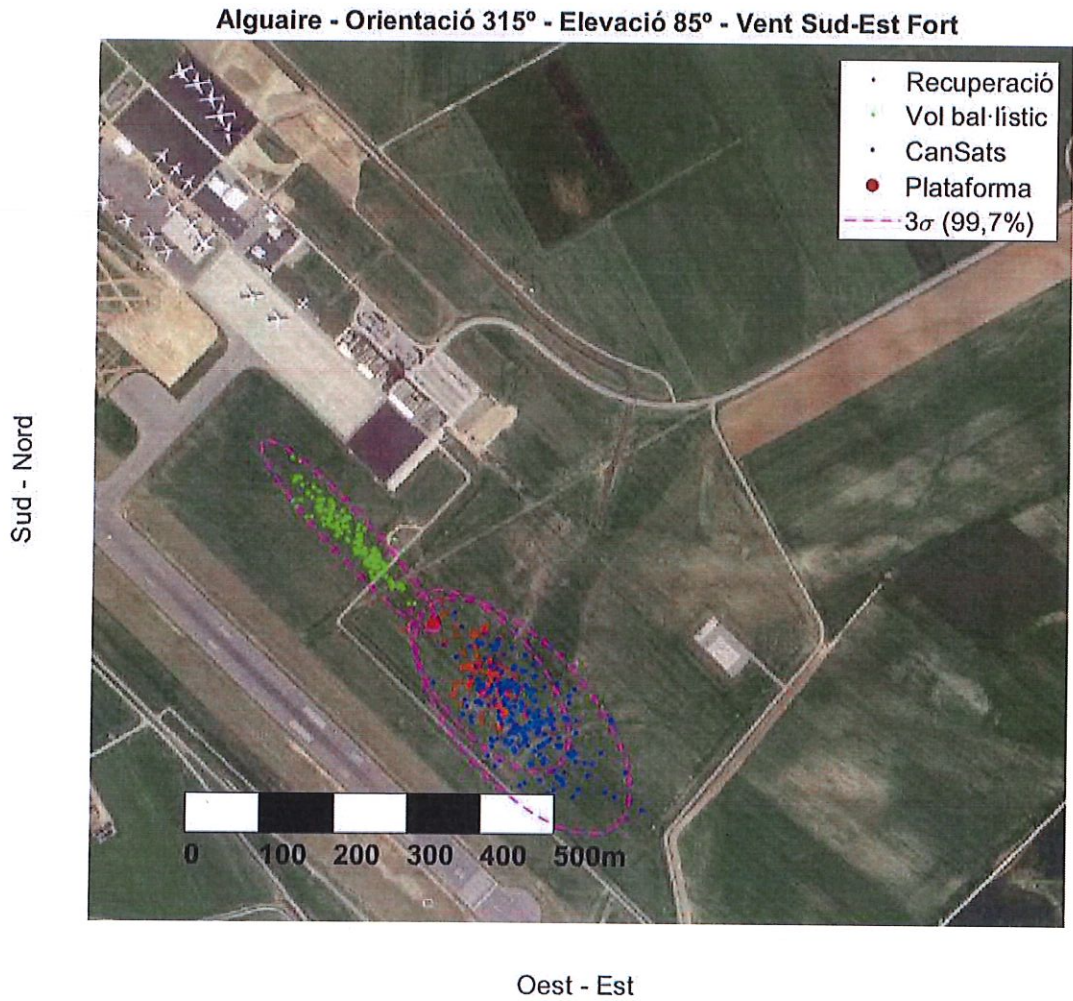 Alguaire - Orientació 315º - Elevació 85º - Vent Sud-Est Fort
Recuperació
Vol bal·lístic
CanSats
Plataforma
3σ (99,7%)
Sud - Nord
0 100 200 300 400 500m
Oest - Est